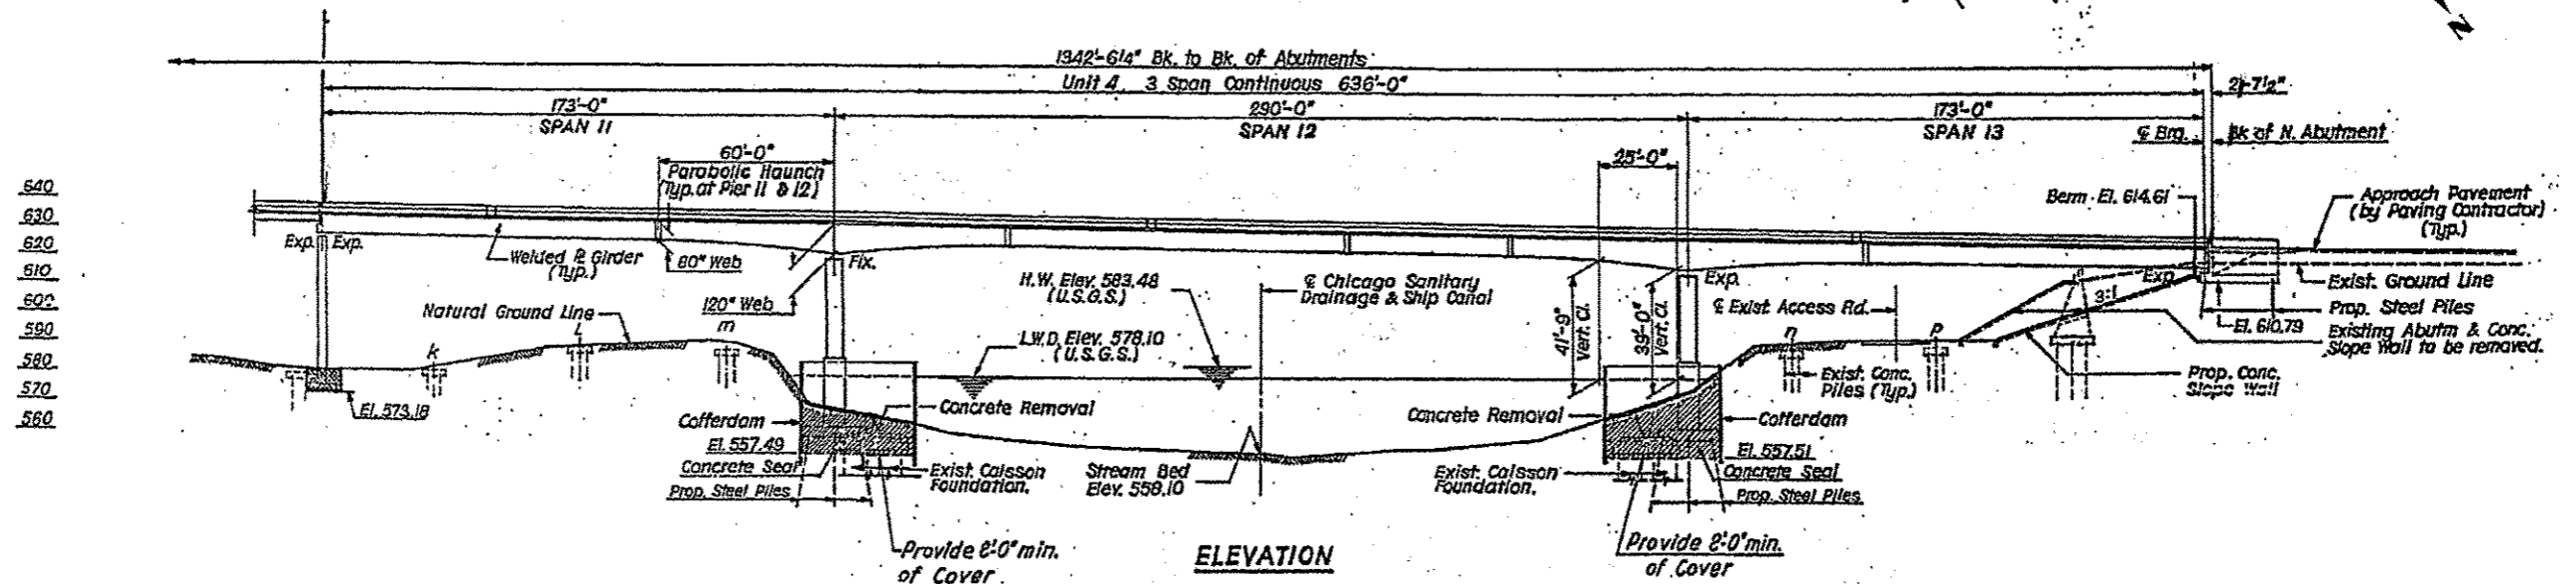 N
1342'-6¼" Bk. to Bk. of Abutments
Unit 4, 3 Span Continuous 636'-0"
2'-7½"
173'-0"
SPAN 11
290'-0"
SPAN 12
173'-0"
SPAN 13
℄ Brg.
Bk of N. Abutment
60'-0"
Parabolic Haunch
(Typ. at Pier 11 & 12)
25'-0"
640
630
620
610
600
590
580
570
560
Berm El. 614.61
Approach Pavement
(by Paving Contractor)
(Typ.)
Exp. Exp.
Welded ℄ Girder
(Typ.)
80" Web
Fix.
120" Web
H.W. Elev. 583.48
(U.S.G.S.)
℄ Chicago Sanitary
Drainage & Ship Canal
41'-9"
Vert. Cl.
39'-0"
Vert. Cl.
Exp.
℄ Exist Access Rd.
Exp.
3:1
Exist. Ground Line
Prop. Steel Piles
El. 610.79
Existing Abutm & Conc.
Slope Wall to be removed.
Natural Ground Line
k
l
m
L.W.D. Elev. 578.10
(U.S.G.S.)
n
p
Exist. Conc.
Piles (Typ.)
Prop. Conc.
Slope Wall
El. 573.18
Cofferdam
El. 557.49
Concrete Seal
Prop. Steel Piles
Concrete Removal
Exist. Caisson
Foundation.
Stream Bed
Elev. 558.10
Concrete Removal
Exist. Caisson
Foundation.
Cofferdam
El. 557.51
Concrete Seal
Prop. Steel Piles
Provide 2'-0" min.
of Cover
ELEVATION
Provide 2'-0" min.
of Cover